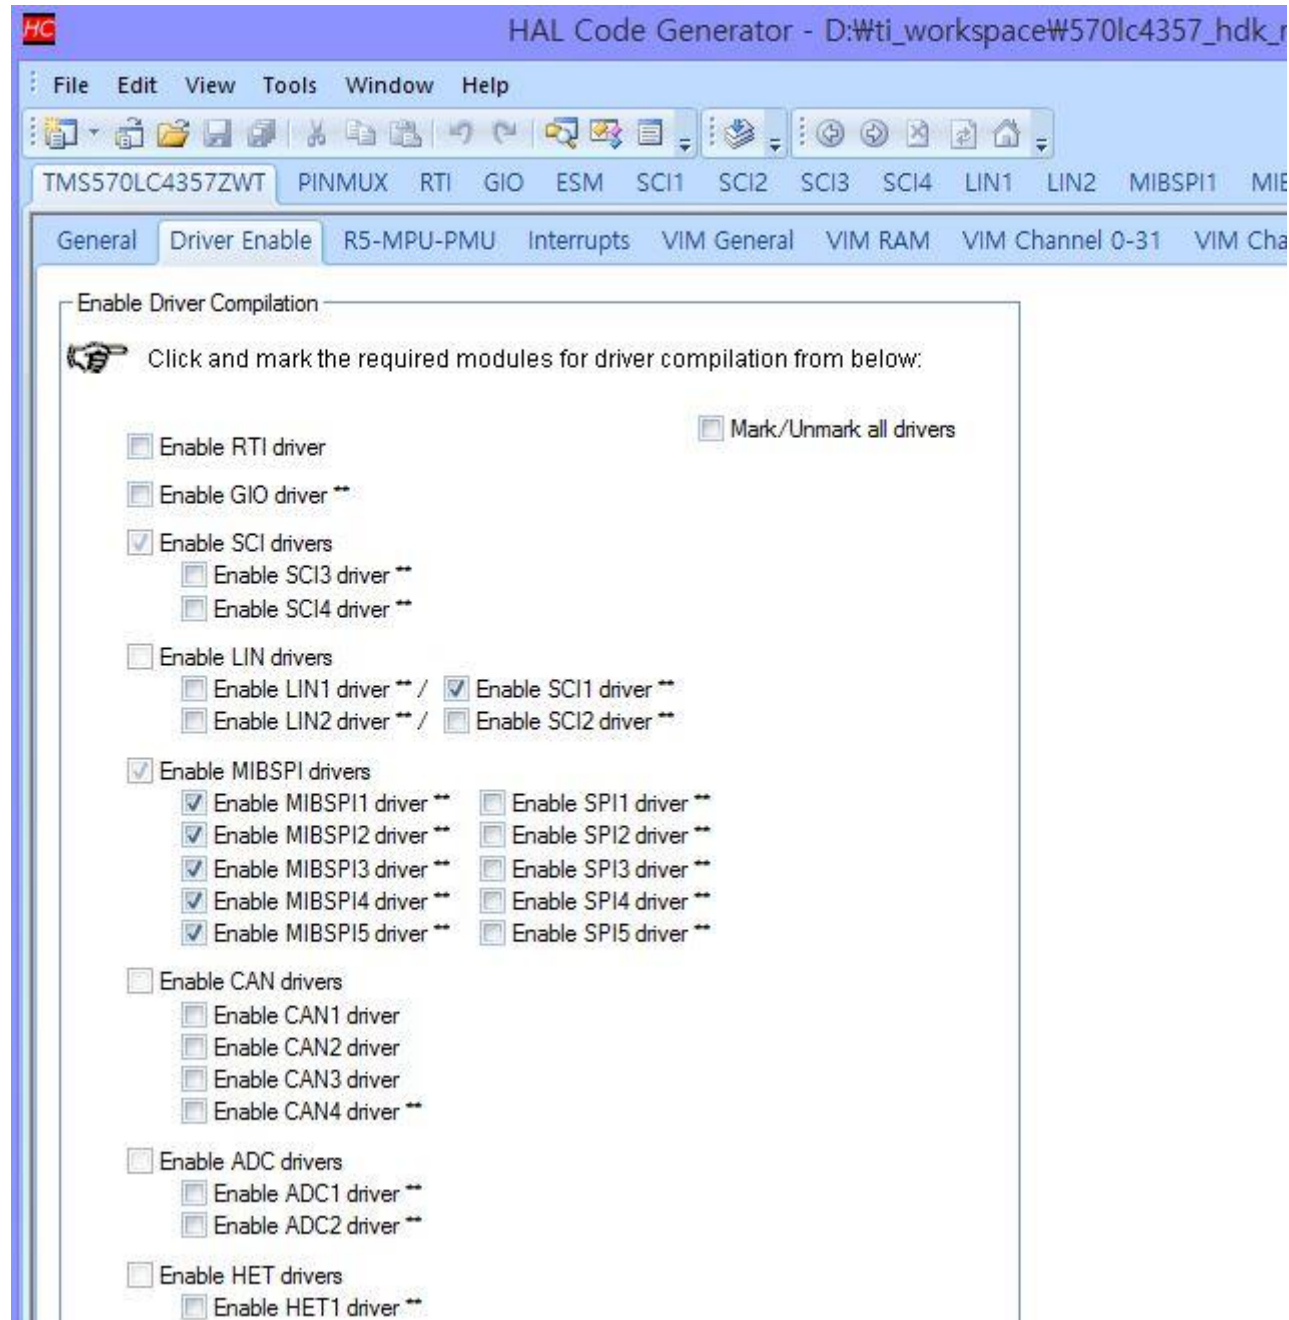 HC HAL Code Generator - D:₩ti_workspace₩570lc4357_hdk_r
File Edit View Tools Window Help
TMS570LC4357ZWT PINMUX RTI GIO ESM SCI1 SCI2 SCI3 SCI4 LIN1 LIN2 MIBSPI1 MIB
General Driver Enable R5-MPU-PMU Interrupts VIM General VIM RAM VIM Channel 0-31 VIM Cha
Enable Driver Compilation
Click and mark the required modules for driver compilation from below:
Mark/Unmark all drivers
Enable RTI driver
Enable GIO driver **
Enable SCI drivers
Enable SCI3 driver **
Enable SCI4 driver **
Enable LIN drivers
Enable LIN1 driver ** / Enable SCI1 driver **
Enable LIN2 driver ** / Enable SCI2 driver **
Enable MIBSPI drivers
Enable MIBSPI1 driver ** Enable SPI1 driver **
Enable MIBSPI2 driver ** Enable SPI2 driver **
Enable MIBSPI3 driver ** Enable SPI3 driver **
Enable MIBSPI4 driver ** Enable SPI4 driver **
Enable MIBSPI5 driver ** Enable SPI5 driver **
Enable CAN drivers
Enable CAN1 driver
Enable CAN2 driver
Enable CAN3 driver
Enable CAN4 driver **
Enable ADC drivers
Enable ADC1 driver **
Enable ADC2 driver **
Enable HET drivers
Enable HET1 driver **